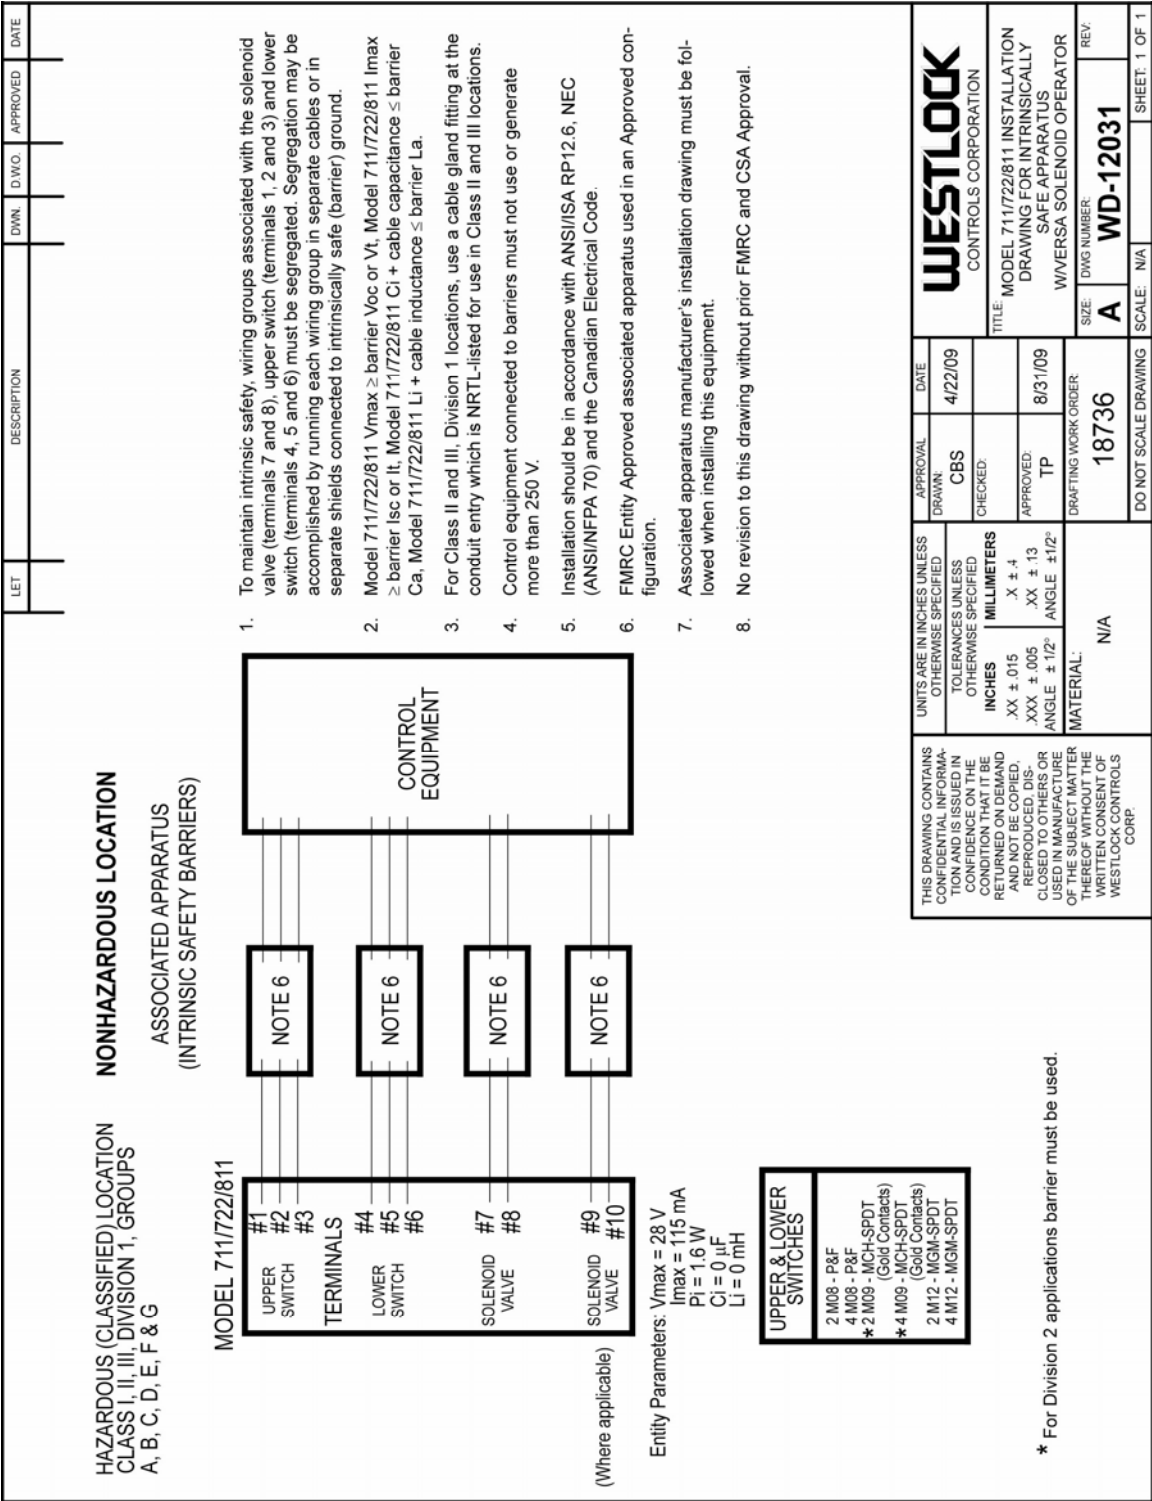 LET DESCRIPTION DWN. D.W.O. APPROVED DATE
HAZARDOUS (CLASSIFIED) LOCATION
CLASS I, II, III, DIVISION 1, GROUPS
A, B, C, D, E, F & G
NONHAZARDOUS LOCATION
ASSOCIATED APPARATUS
(INTRINSIC SAFETY BARRIERS)
MODEL 711/722/811
UPPER
SWITCH
#1
#2
#3
TERMINALS
LOWER
SWITCH
#4
#5
#6
SOLENOID
VALVE
#7
#8
SOLENOID
VALVE
#9
#10
(Where applicable)
NOTE 6
NOTE 6
NOTE 6
NOTE 6
CONTROL
EQUIPMENT
Entity Parameters: Vmax = 28 V
Imax = 115 mA
Pi = 1.6 W
Ci = 0 µF
Li = 0 mH
UPPER & LOWER
SWITCHES
2 M08 - P&F
4 M08 - P&F
*2 M09 - MCH-SPDT
(Gold Contacts)
*4 M09 - MCH-SPDT
(Gold Contacts)
2 M12 - MGM-SPDT
4 M12 - MGM-SPDT
* For Division 2 applications barrier must be used.
1. To maintain intrinsic safety, wiring groups associated with the solenoid
valve (terminals 7 and 8), upper switch (terminals 1, 2 and 3) and lower
switch (terminals 4, 5 and 6) must be segregated. Segregation may be
accomplished by running each wiring group in separate cables or in
separate shields connected to intrinsically safe (barrier) ground.
2. Model 711/722/811 Vmax ≥ barrier Voc or Vt, Model 711/722/811 Imax
≥ barrier Isc or It, Model 711/722/811 Ci + cable capacitance ≤ barrier
Ca, Model 711/722/811 Li + cable inductance ≤ barrier La.
3. For Class II and III, Division 1 locations, use a cable gland fitting at the
conduit entry which is NRTL-listed for use in Class II and III locations.
4. Control equipment connected to barriers must not use or generate
more than 250 V.
5. Installation should be in accordance with ANSI/ISA RP12.6, NEC
(ANSI/NFPA 70) and the Canadian Electrical Code.
6. FMRC Entity Approved associated apparatus used in an Approved con-
figuration.
7. Associated apparatus manufacturer's installation drawing must be fol-
lowed when installing this equipment.
8. No revision to this drawing without prior FMRC and CSA Approval.
THIS DRAWING CONTAINS
CONFIDENTIAL INFORMA-
TION AND IS ISSUED IN
CONFIDENCE ON THE
CONDITION THAT IT BE
RETURNED ON DEMAND
AND NOT BE COPIED,
REPRODUCED, DIS-
CLOSED TO OTHERS OR
USED IN MANUFACTURE
OF THE SUBJECT MATTER
THEREOF WITHOUT THE
WRITTEN CONSENT OF
WESTLOCK CONTROLS
CORP.
UNITS ARE IN INCHES UNLESS
OTHERWISE SPECIFIED
TOLERANCES UNLESS
OTHERWISE SPECIFIED
INCHES MILLIMETERS
.XX ± .015 .X ± .4
.XXX ± .005 .XX ± .13
ANGLE ± 1/2° ANGLE ±1/2°
MATERIAL:
N/A
APPROVAL DATE
DRAWN:
CBS 4/22/09
CHECKED:
APPROVED:
TP 8/31/09
DRAFTING WORK ORDER:
18736
DO NOT SCALE DRAWING
WESTLOCK
CONTROLS CORPORATION
TITLE: MODEL 711/722/811 INSTALLATION
DRAWING FOR INTRINSICALLY
SAFE APPARATUS
W/VERSA SOLENOID OPERATOR
SIZE: DWG NUMBER: REV:
A WD-12031
SCALE: N/A SHEET: 1 OF 1